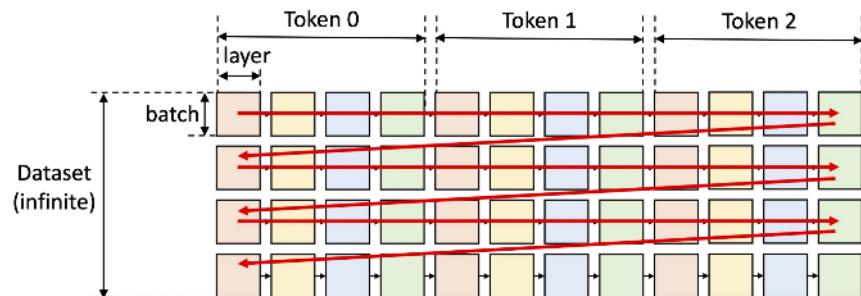 Token 0
Token 1
Token 2
layer
batch
Dataset
(infinite)